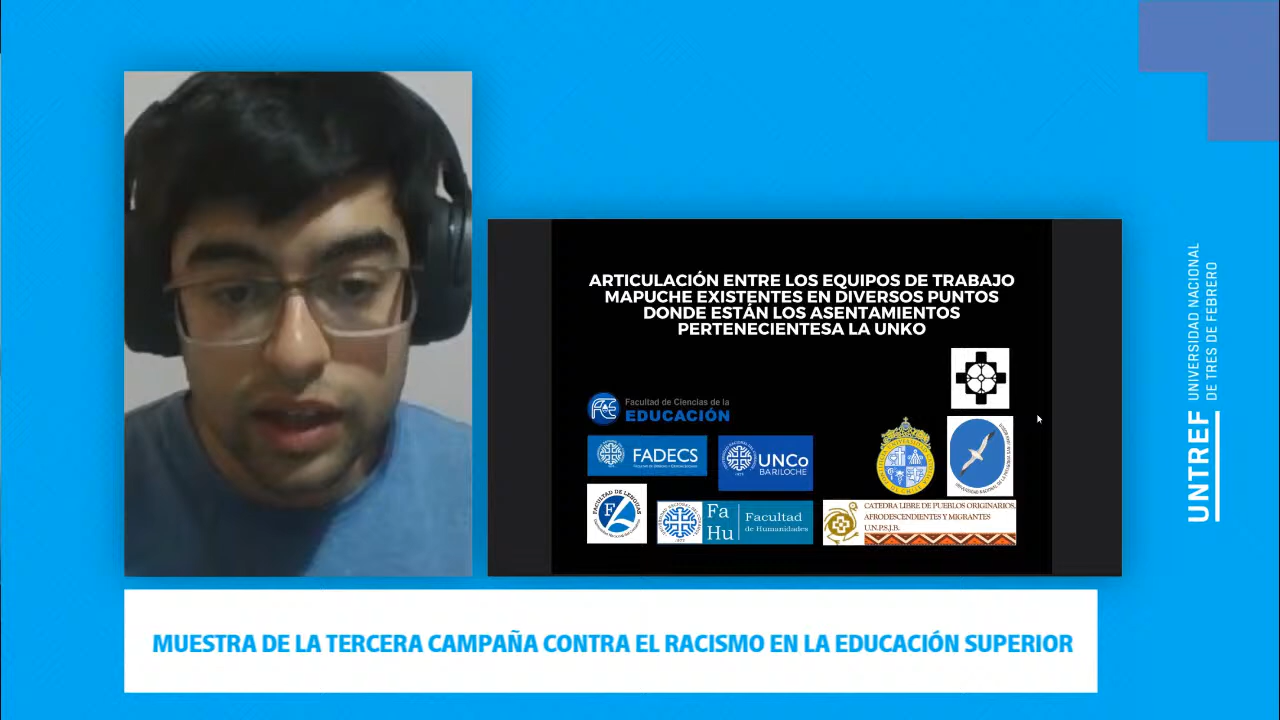 ARTICULACIÓN ENTRE LOS EQUIPOS DE TRABAJO
MAPUCHE EXISTENTES EN DIVERSOS PUNTOS
DONDE ESTÁN LOS ASENTAMIENTOS
PERTENECIENTESA LA UNKO
Facultad de Ciencias de la
EDUCACIÓN
FADECS
UNCo
BARILOCHE
FACULTAD DE LENGUAS
Fa
Hu
Facultad
de Humanidades
CATEDRA LIBRE DE PUEBLOS ORIGINARIOS,
AFRODESCENDIENTES Y MIGRANTES
U.N.P.S.J.B.
MUESTRA DE LA TERCERA CAMPAÑA CONTRA EL RACISMO EN LA EDUCACIÓN SUPERIOR
UNTREF
UNIVERSIDAD NACIONAL
DE TRES DE FEBRERO